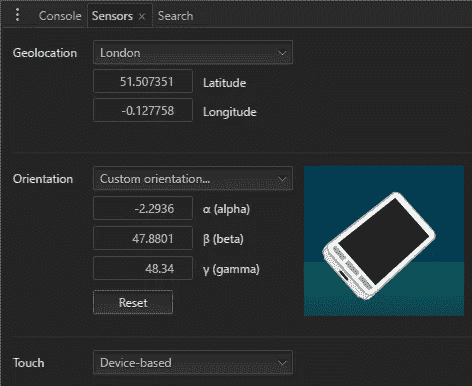 Console Sensors × Search
Geolocation London
51.507351 Latitude
-0.127758 Longitude
Orientation Custom orientation...
-2.2936 α (alpha)
47.8801 β (beta)
48.34 γ (gamma)
Reset
Touch Device-based